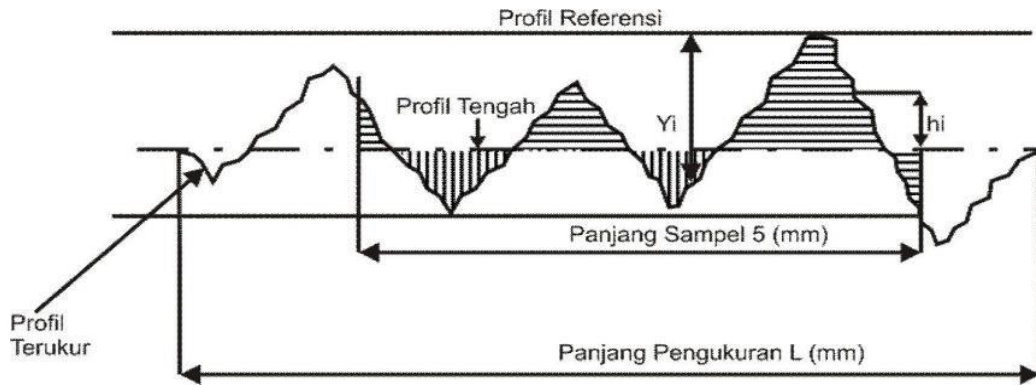 Profil Referensi
Profil Tengah
Yi
hi
Panjang Sampel 5 (mm)
Profil
Terukur
Panjang Pengukuran L (mm)